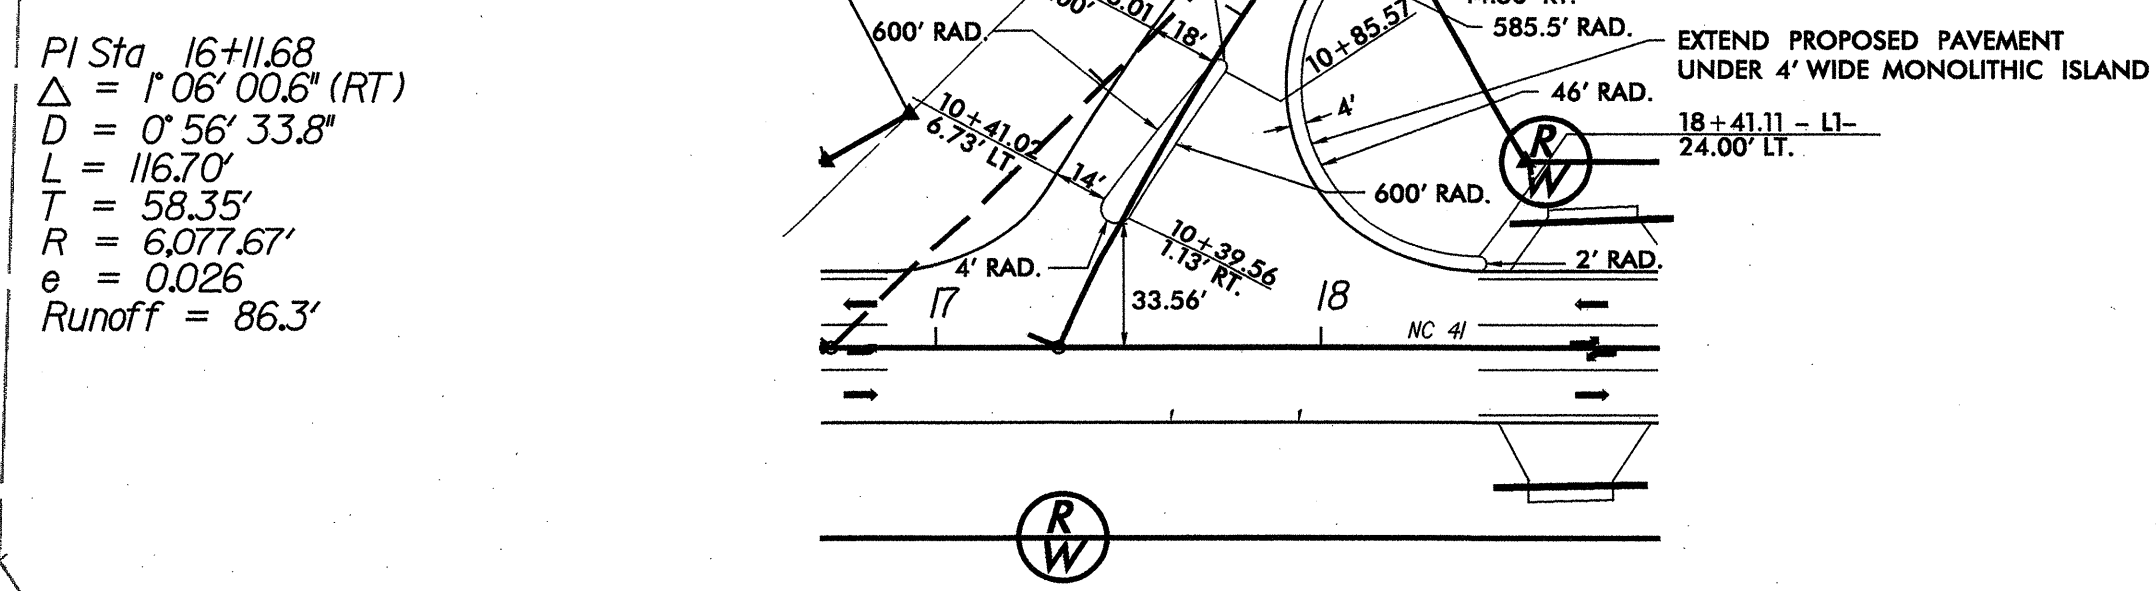 PI Sta 16+11.68
△ = 1° 06' 00.6" (RT)
D = 0° 56' 33.8"
L = 116.70'
T = 58.35'
R = 6,077.67'
e = 0.026
Runoff = 86.3'
600' RAD.
18'
10+85.57
585.5' RAD.
EXTEND PROPOSED PAVEMENT
UNDER 4' WIDE MONOLITHIC ISLAND
46' RAD.
4'
10+41.02
6.73' LT.
14'
18+41.11 - L1-
24.00' LT.
R
W
600' RAD.
10+39.56
1.13' RT.
4' RAD.
2' RAD.
33.56'
17
18
NC 41
R
W